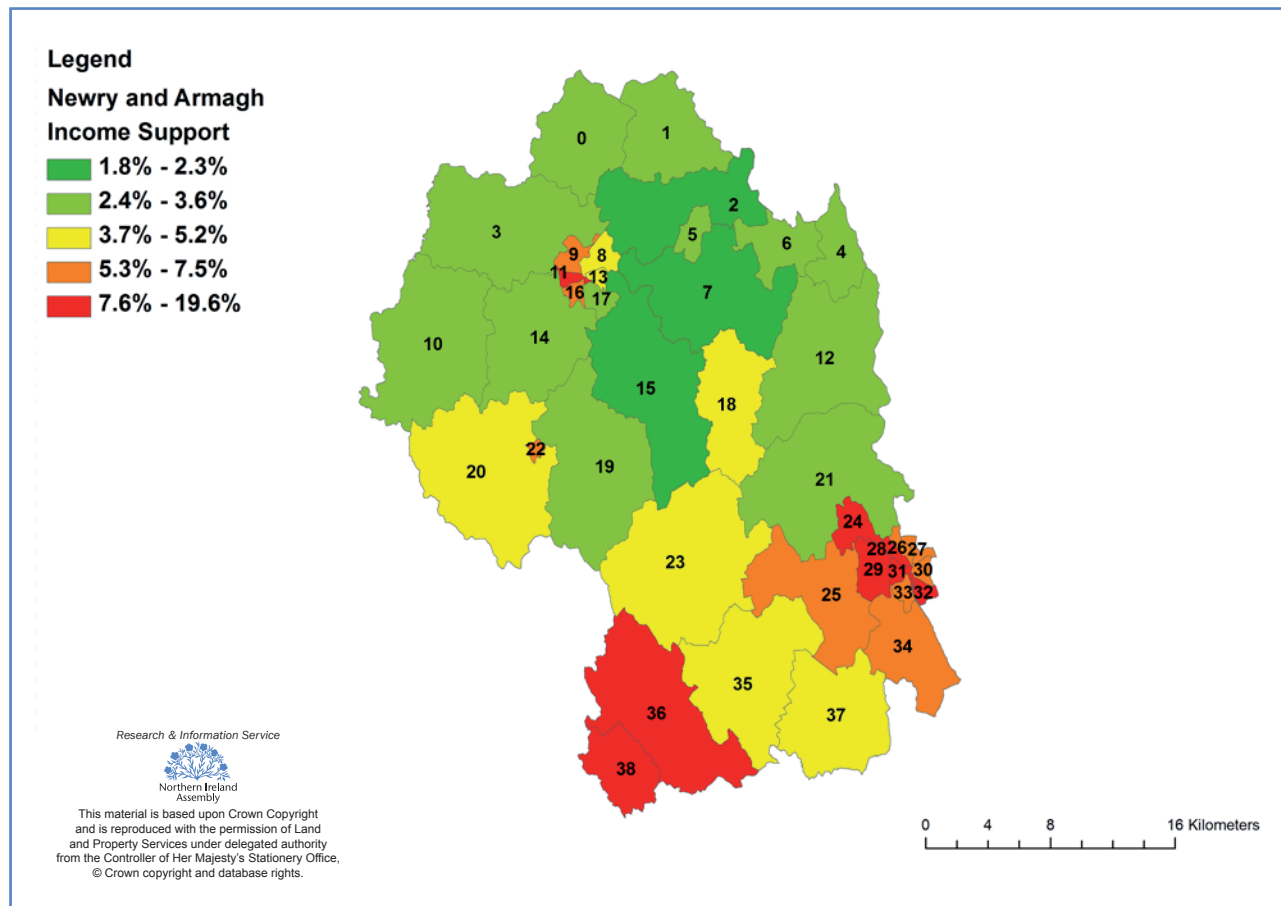 Legend
Newry and Armagh
Income Support
1.8% - 2.3%
2.4% - 3.6%
3.7% - 5.2%
5.3% - 7.5%
7.6% - 19.6%
0
1
2
3
5
6
4
9
8
11
13
16
17
7
10
14
12
15
18
22
20
19
21
24
28
26
27
23
29
31
30
25
33
32
34
35
36
37
38
Research & Information Service
Northern Ireland
Assembly
This material is based upon Crown Copyright
and is reproduced with the permission of Land
and Property Services under delegated authority
from the Controller of Her Majesty's Stationery Office,
© Crown copyright and database rights.
0 4 8 16 Kilometers